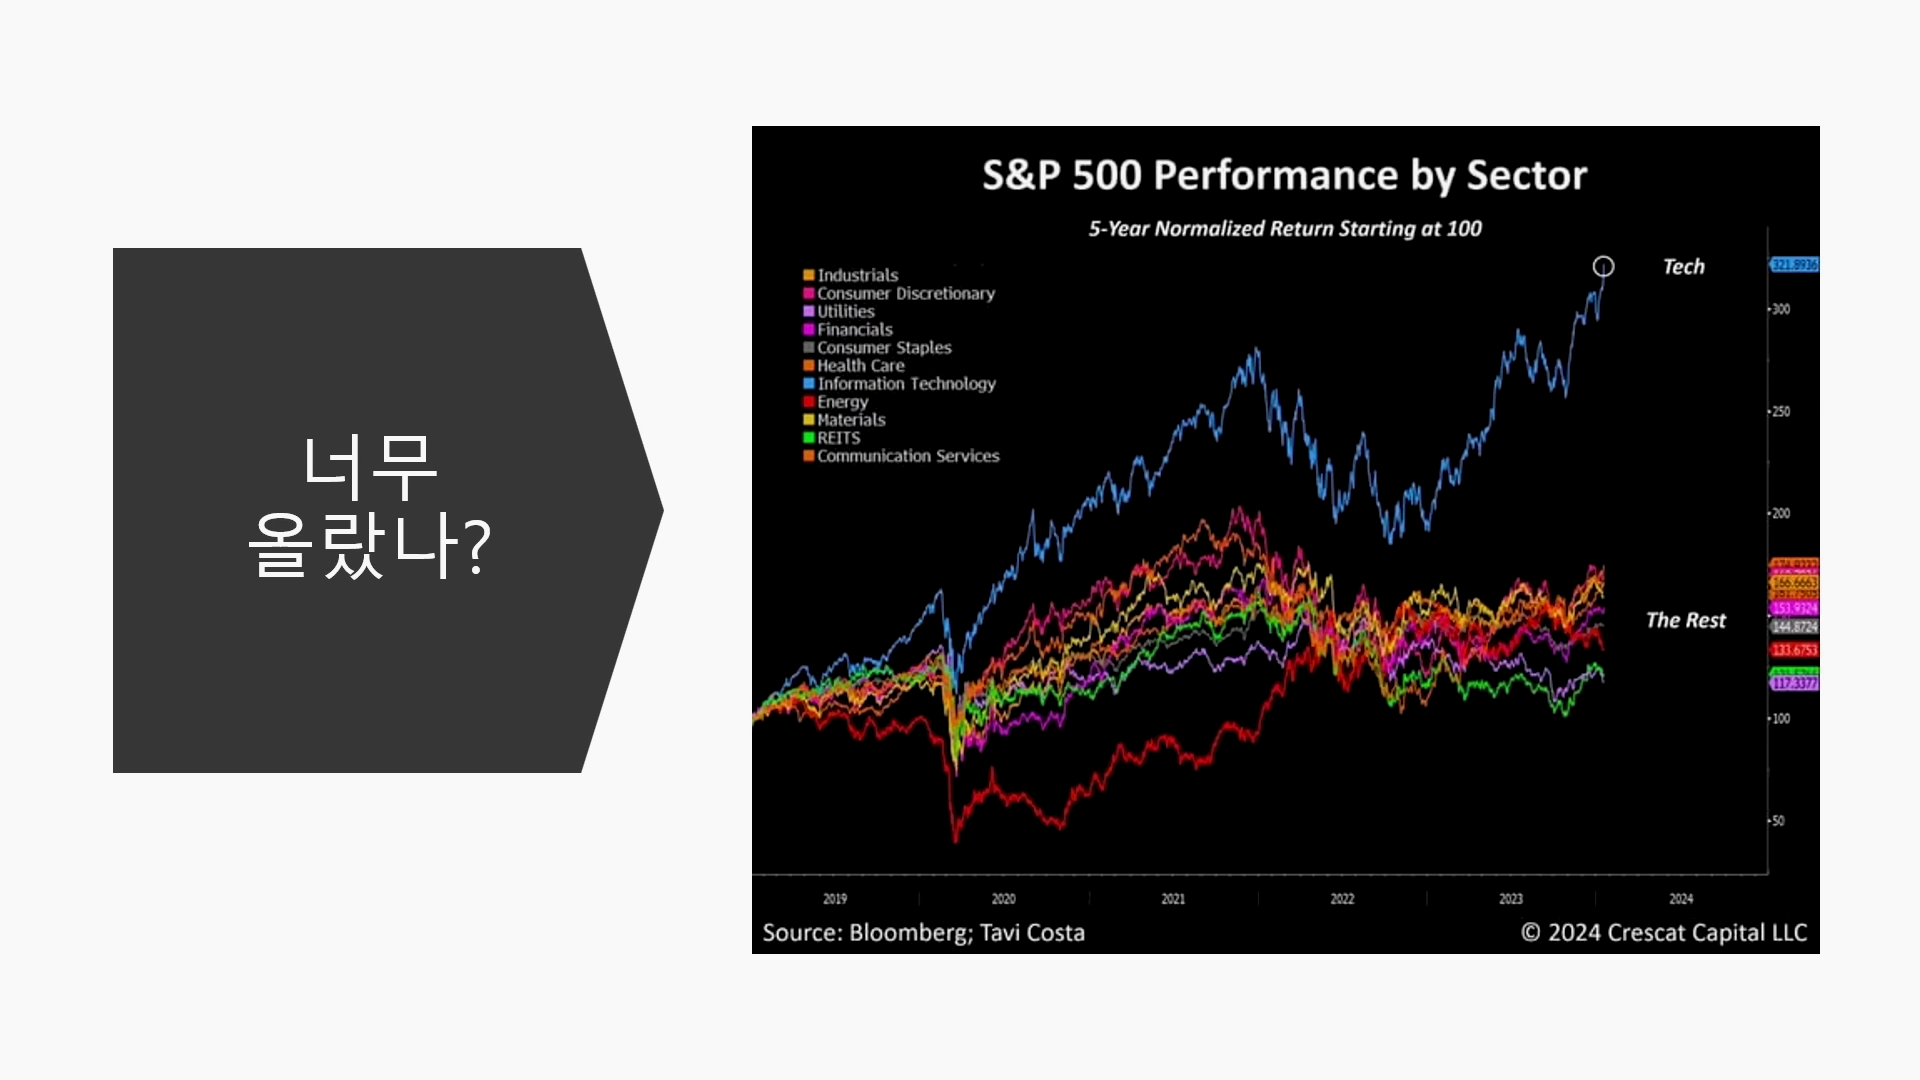 너무
올랐나?
S&P 500 Performance by Sector
5-Year Normalized Return Starting at 100
Industrials
Consumer Discretionary
Utilities
Financials
Consumer Staples
Health Care
Information Technology
Energy
Materials
REITS
Communication Services
Tech
The Rest
321.8936
300
250
200
166.6663
153.9324
144.8724
133.6753
117.3377
100
50
2019
2020
2021
2022
2023
2024
Source: Bloomberg; Tavi Costa
© 2024 Crescat Capital LLC